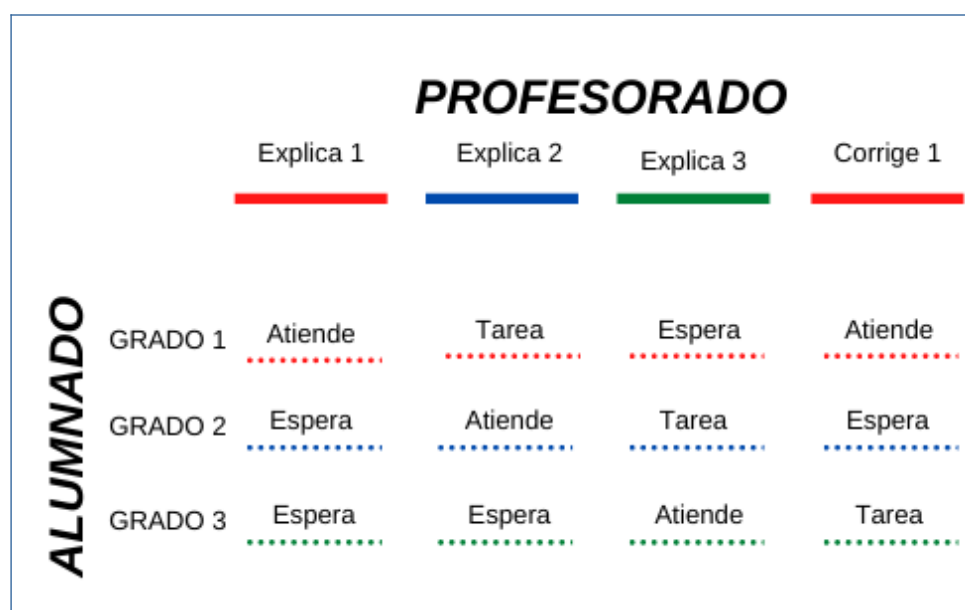 PROFESORADO
Explica 1 Explica 2 Explica 3 Corrige 1
ALUMNADO
GRADO 1 Atiende Tarea Espera Atiende
GRADO 2 Espera Atiende Tarea Espera
GRADO 3 Espera Espera Atiende Tarea